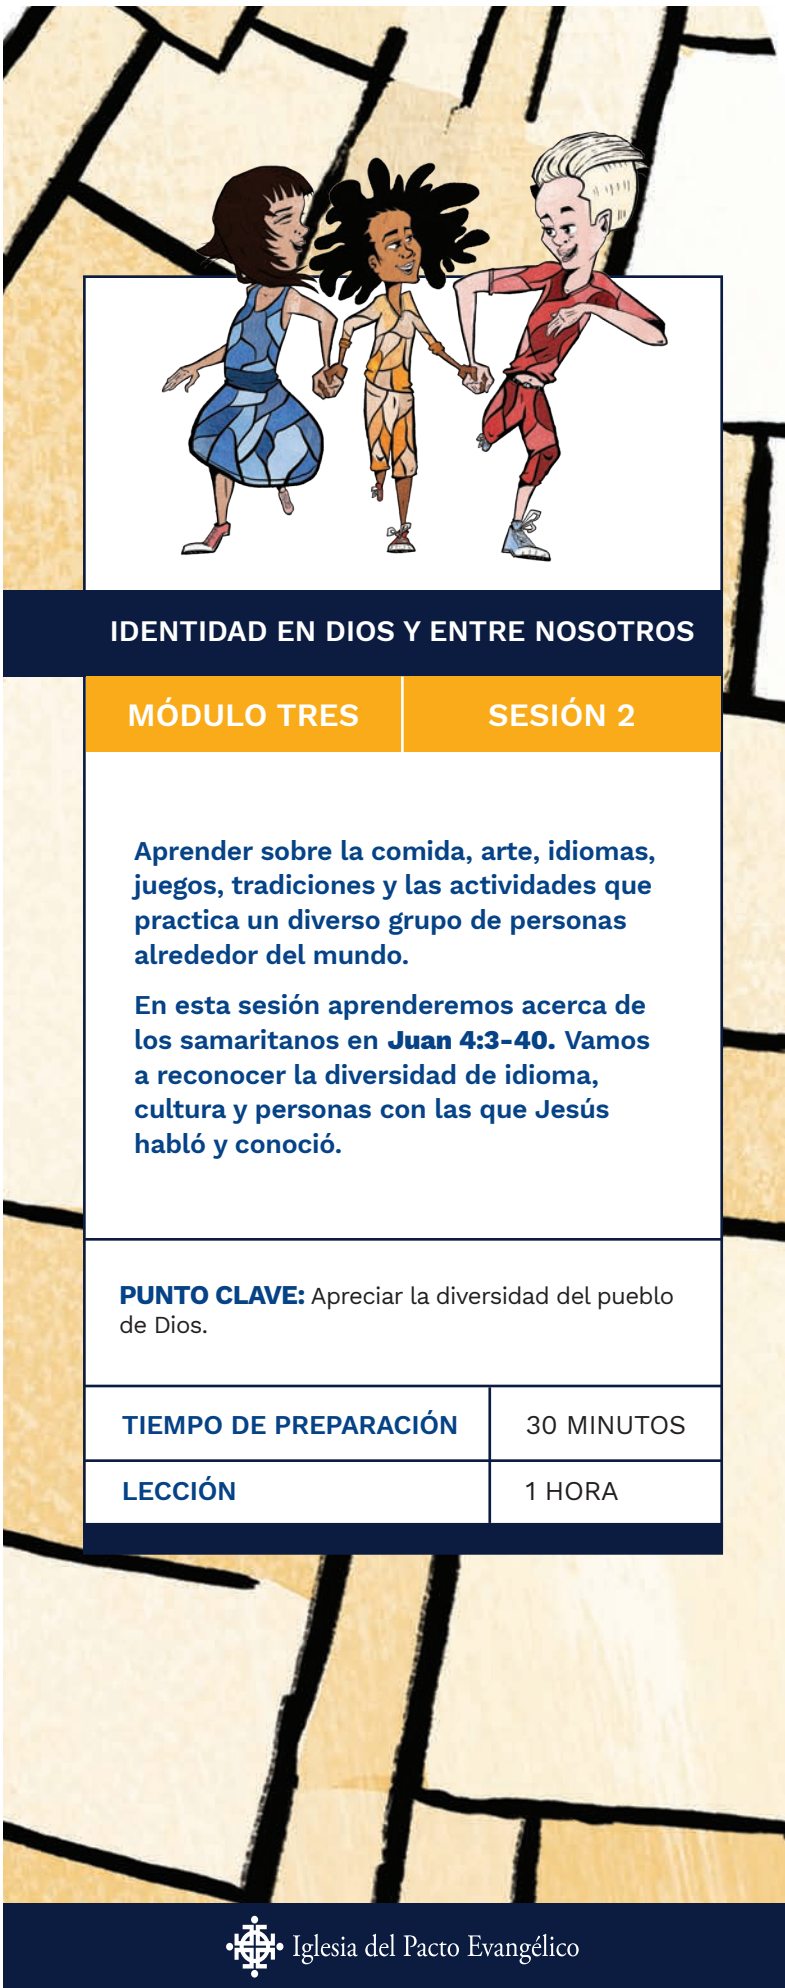 IDENTIDAD EN DIOS Y ENTRE NOSOTROS
MÓDULO TRES
SESIÓN 2
Aprender sobre la comida, arte, idiomas,
juegos, tradiciones y las actividades que
practica un diverso grupo de personas
alrededor del mundo.
En esta sesión aprenderemos acerca de
los samaritanos en Juan 4:3-40. Vamos
a reconocer la diversidad de idioma,
cultura y personas con las que Jesús
habló y conoció.
PUNTO CLAVE: Apreciar la diversidad del pueblo
de Dios.
TIEMPO DE PREPARACIÓN
30 MINUTOS
LECCIÓN
1 HORA
Iglesia del Pacto Evangélico